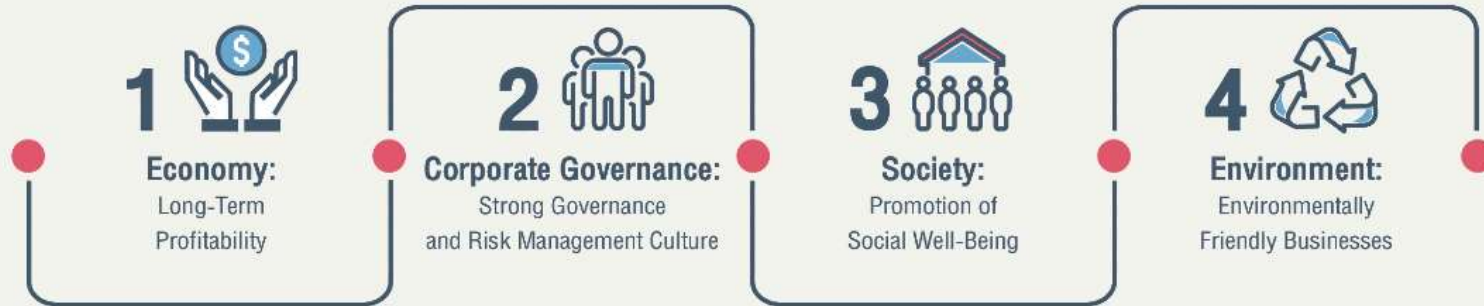 1
Economy:
Long-Term
Profitability
2
Corporate Governance:
Strong Governance
and Risk Management Culture
3
Society:
Promotion of
Social Well-Being
4
Environment:
Environmentally
Friendly Businesses
$